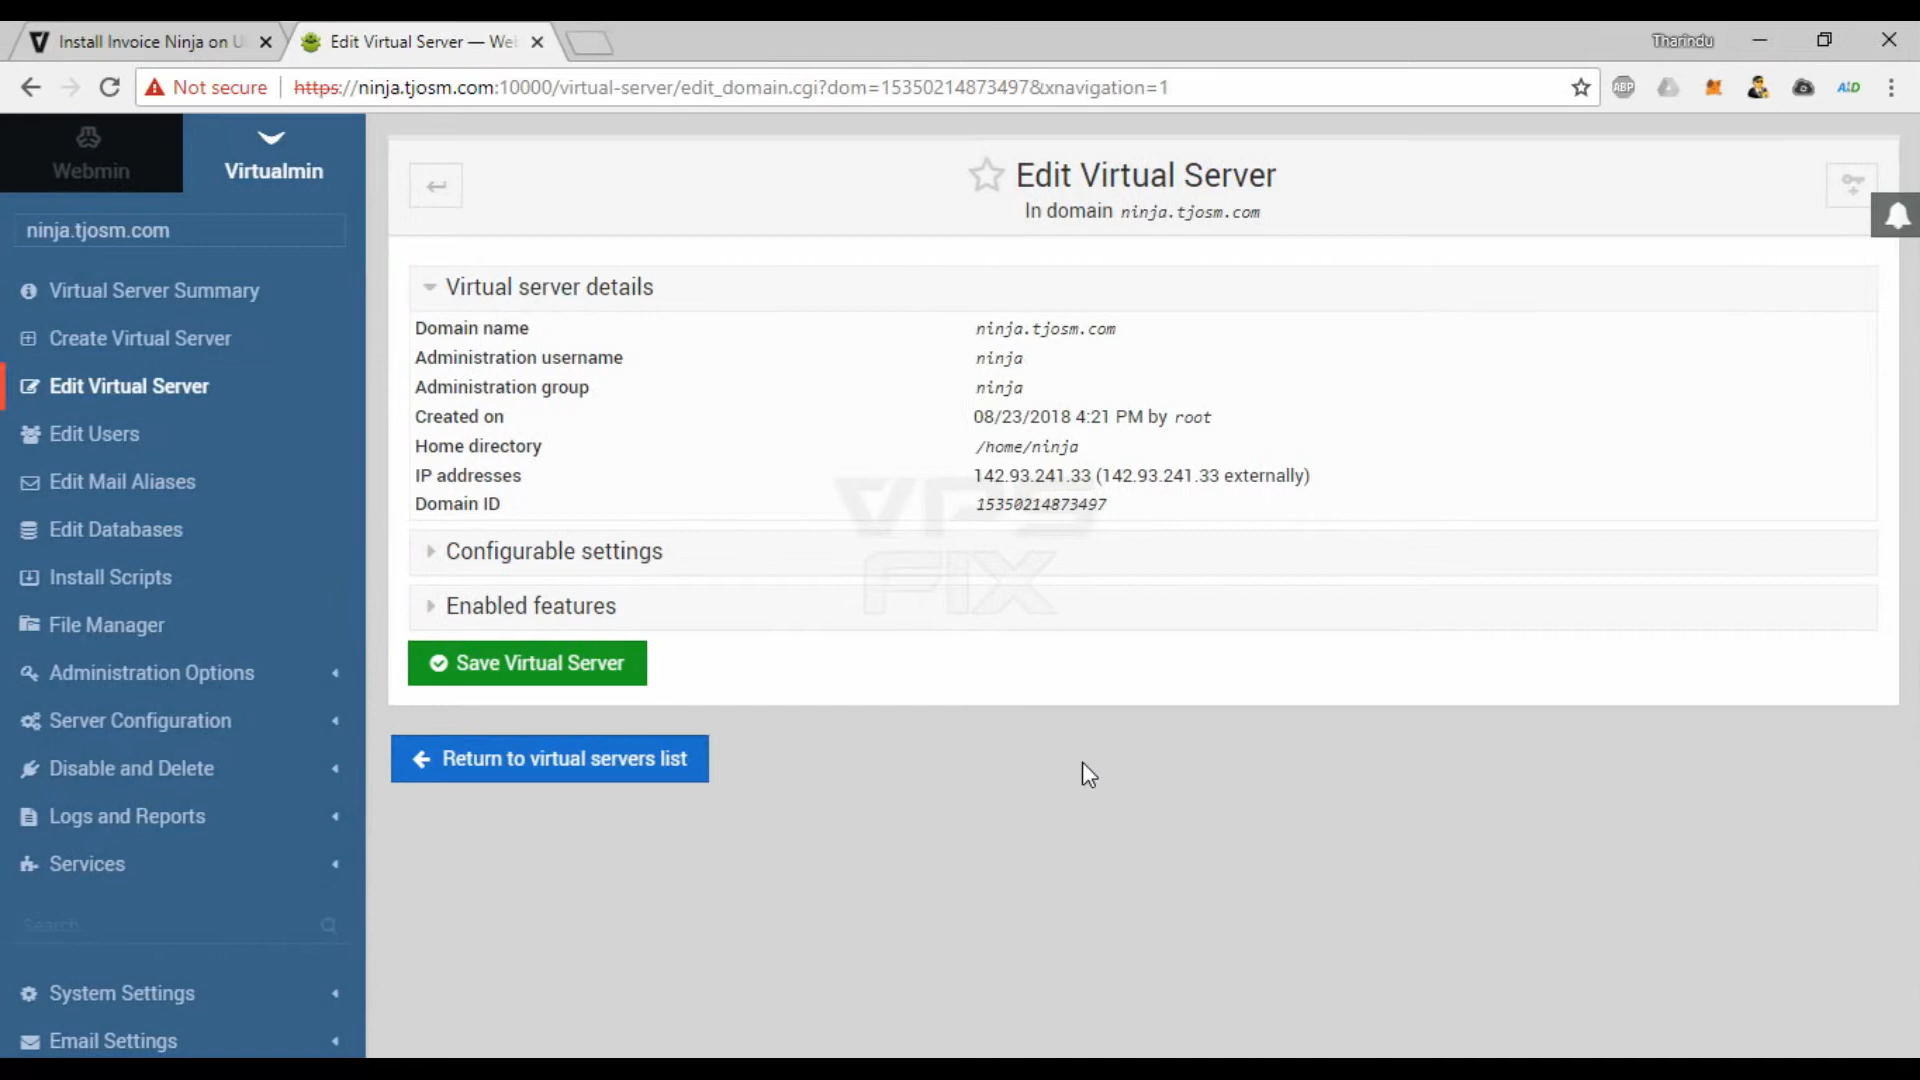 Install Invoice Ninja on U
Edit Virtual Server — We
Tharindu
Not secure
https://ninja.tjosm.com:10000/virtual-server/edit_domain.cgi?dom=153502148734​97&xnavigation=1
ABP
A:D
Webmin
Virtualmin
ninja.tjosm.com
Virtual Server Summary
Create Virtual Server
Edit Virtual Server
Edit Users
Edit Mail Aliases
Edit Databases
Install Scripts
File Manager
Administration Options
Server Configuration
Disable and Delete
Logs and Reports
Services
Search
System Settings
Email Settings
Edit Virtual Server
In domain ninja.tjosm.com
Virtual server details
Domain name ninja.tjosm.com
Administration username ninja
Administration group ninja
Created on 08/23/2018 4:21 PM by root
Home directory /home/ninja
IP addresses 142.93.241.33 (142.93.241.33 externally)
Domain ID 15350214873497
Configurable settings
Enabled features
VPS
FIX
Save Virtual Server
Return to virtual servers list